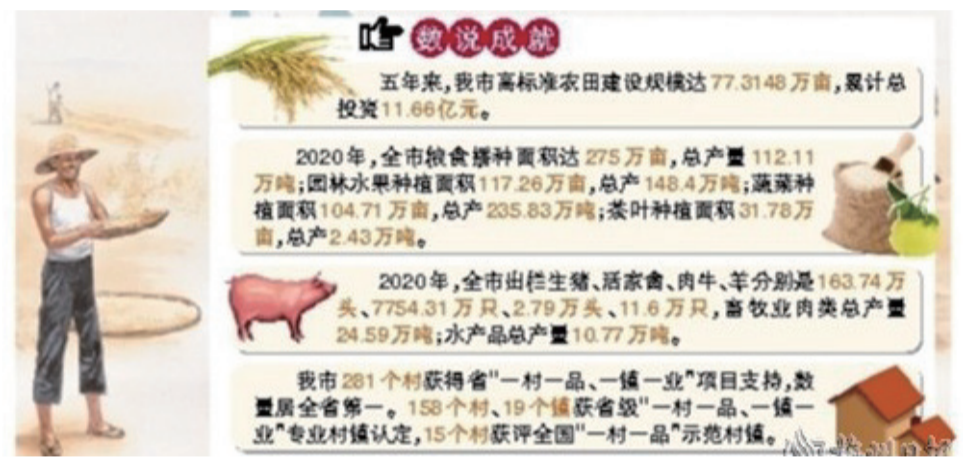 数说成就
五年来,我市高标准农田建设规模达77.3148万亩,累计总
投资11.66亿元。
2020年,全市粮食播种面积达275万亩,总产量112.11
万吨;园林水果种植面积117.26万亩,总产148.4万吨;蔬菜种
植面积104.71万亩,总产235.83万吨;茶叶种植面积31.78万
亩,总产2.43万吨。
2020年,全市出栏生猪、活家禽、肉牛、羊分别是163.74万
头、7754.31万只、2.79万头、11.6万只,畜牧业肉类总产量
24.59万吨;水产品总产量10.77万吨。
我市281个村获得省"一村一品、一镇一业"项目支持,数
量居全省第一。158个村、19个镇获省级"一村一品、一镇一
业"专业村镇认定,15个村获评全国"一村一品"示范村镇。